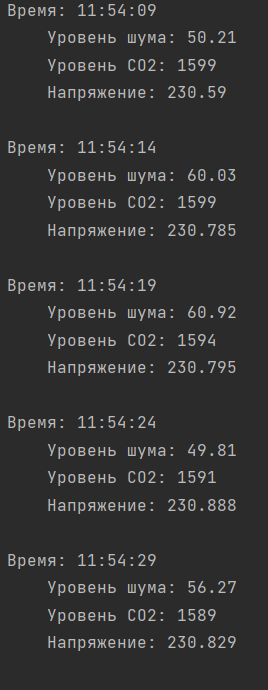 Время: 11:54:09
Уровень шума: 50.21
Уровень CO2: 1599
Напряжение: 230.59
Время: 11:54:14
Уровень шума: 60.03
Уровень CO2: 1599
Напряжение: 230.785
Время: 11:54:19
Уровень шума: 60.92
Уровень CO2: 1594
Напряжение: 230.795
Время: 11:54:24
Уровень шума: 49.81
Уровень CO2: 1591
Напряжение: 230.888
Время: 11:54:29
Уровень шума: 56.27
Уровень CO2: 1589
Напряжение: 230.829